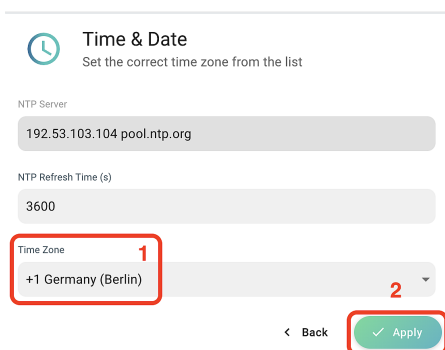 Time & Date
Set the correct time zone from the list
NTP Server
192.53.103.104 pool.ntp.org
NTP Refresh Time (s)
3600
Time Zone
1
+1 Germany (Berlin)
2
Back
Apply